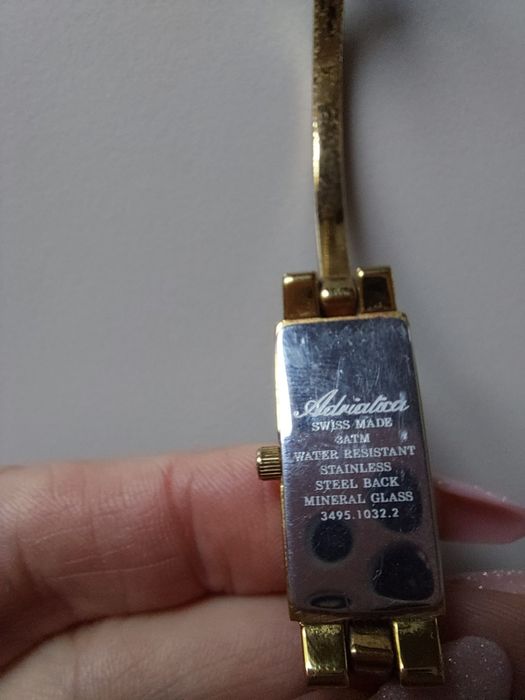 Adriatica
SWISS MADE
3ATM
WATER RESISTANT
STAINLESS
STEEL BACK
MINERAL GLASS
3495.1032.2